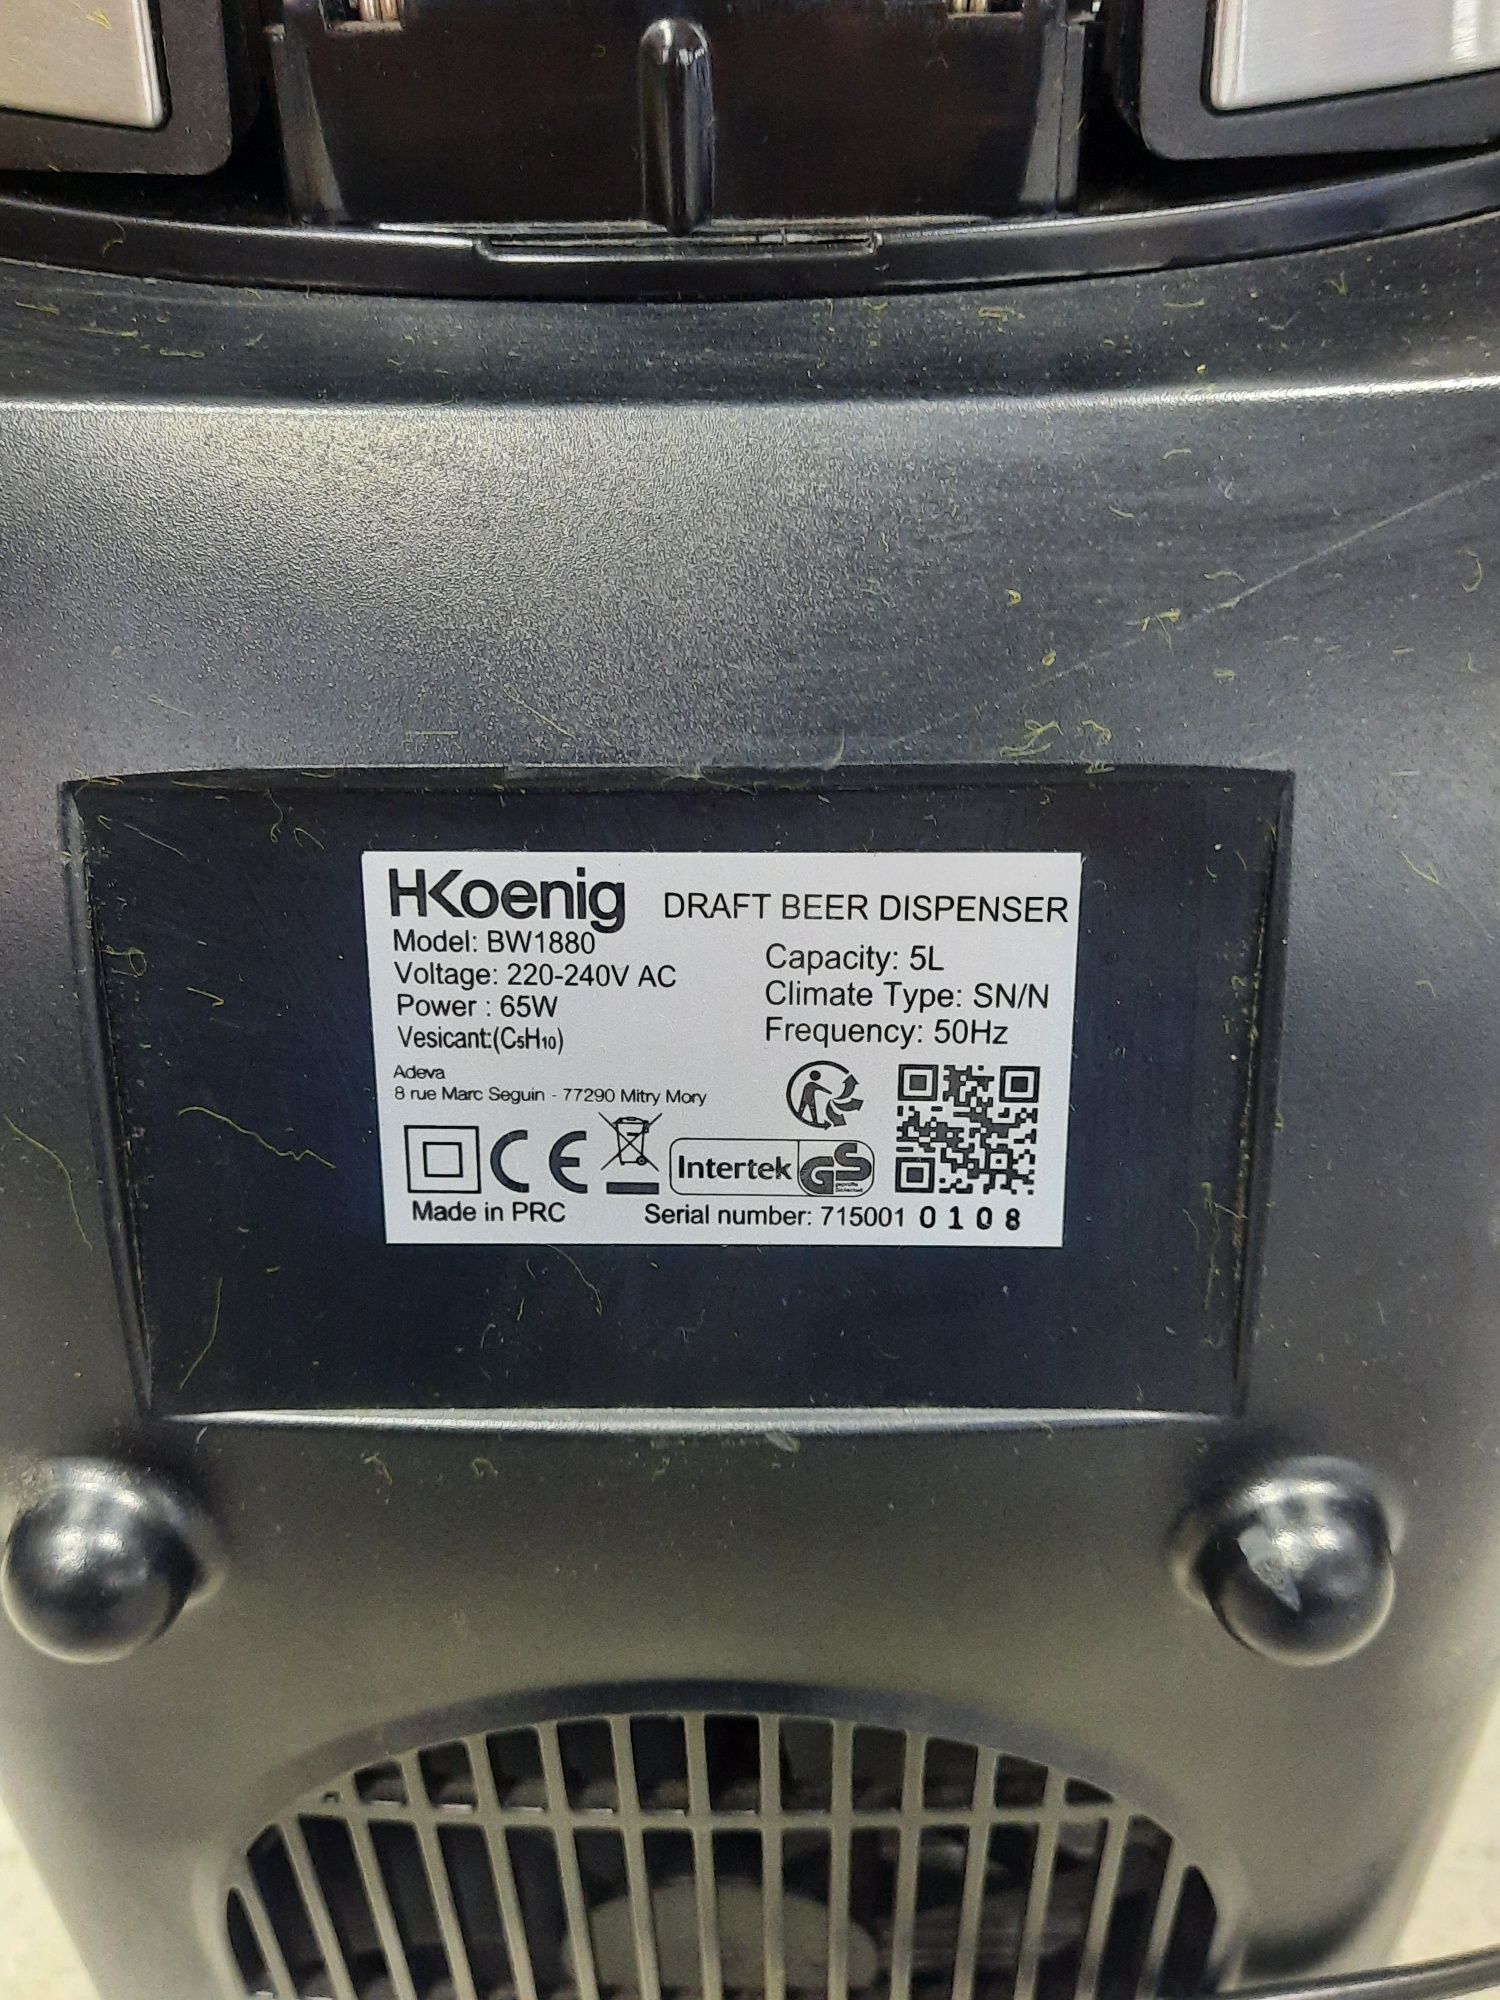 HKoenig DRAFT BEER DISPENSER
Model: BW1880
Voltage: 220-240V AC
Power : 65W
Vesicant:(C₅H₁₀)
Capacity: 5L
Climate Type: SN/N
Frequency: 50Hz
Adeva
8 rue Marc Seguin - 77290 Mitry Mory
CE Intertek GS
geprüfte
Sicherheit
Made in PRC Serial number: 715001 0108